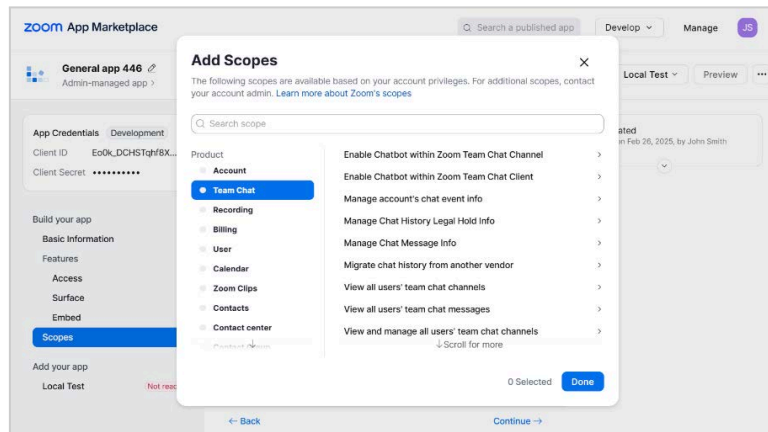 zoom App Marketplace
Search a published app
Develop
Manage
JS
General app 446
Admin-managed app >
Local Test
Preview
App Credentials Development
Client ID Eo0k_DCHSTqhf8X...
Client Secret ••••••••••
Build your app
Basic Information
Features
Access
Surface
Embed
Scopes
Add your app
Local Test
Add Scopes
The following scopes are available based on your account privileges. For additional scopes, contact
your account admin. Learn more about Zoom's scopes
Search scope
Product
Account
Team Chat
Recording
Billing
User
Calendar
Zoom Clips
Contacts
Contact center
Enable Chatbot within Zoom Team Chat Channel
Enable Chatbot within Zoom Team Chat Client
Manage account's chat event info
Manage Chat History Legal Hold Info
Manage Chat Message Info
Migrate chat history from another vendor
View all users' team chat channels
View all users' team chat messages
View and manage all users' team chat channels
↓Scroll for more
0 Selected
Done
on Feb 26, 2025, by John Smith
← Back
Continue →